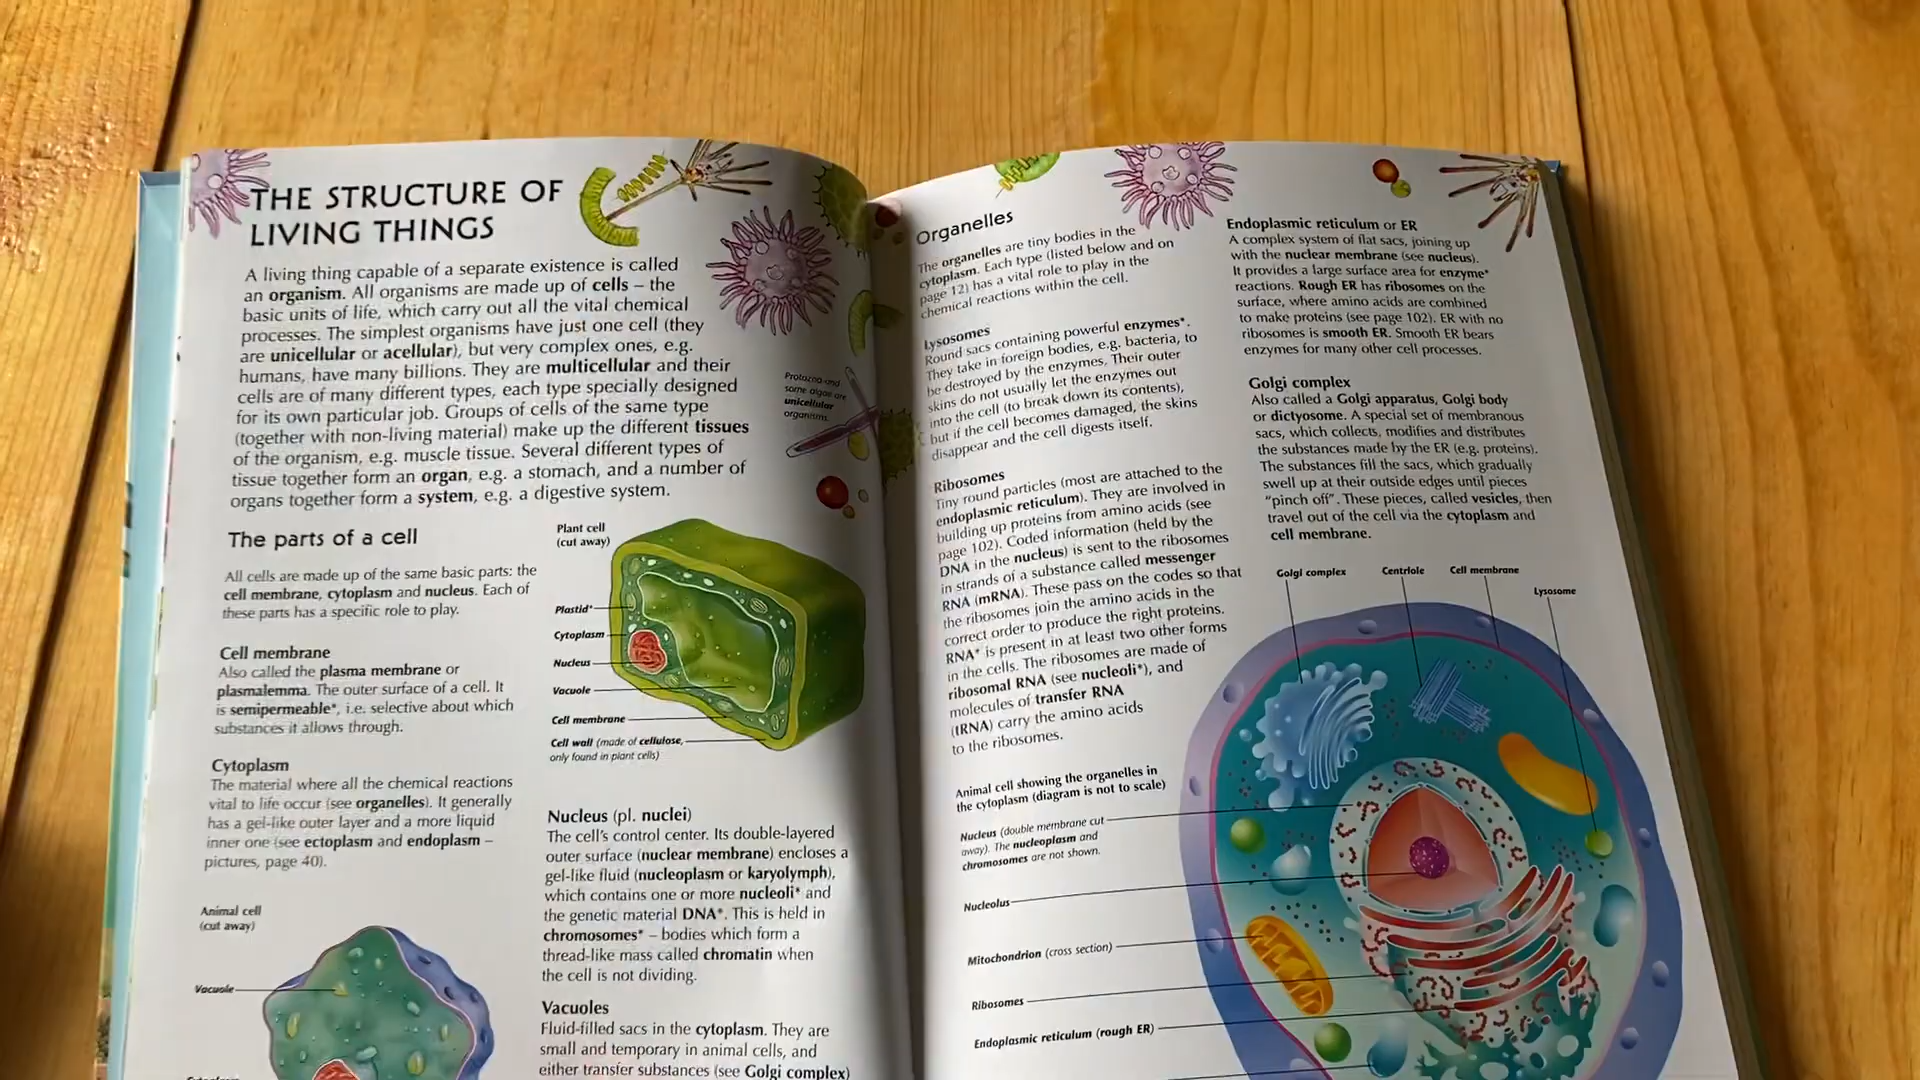 THE STRUCTURE OF
LIVING THINGS
A living thing capable of a separate existence is called
an organism. All organisms are made up of cells – the
basic units of life, which carry out all the vital chemical
processes. The simplest organisms have just one cell (they
are unicellular or acellular), but very complex ones, e.g.
humans, have many billions. They are multicellular and their
cells are of many different types, each type specially designed
for its own particular job. Groups of cells of the same type
(together with non-living material) make up the different tissues
of the organism, e.g. muscle tissue. Several different types of
tissue together form an organ, e.g. a stomach, and a number of
organs together form a system, e.g. a digestive system.
Protozoa and
some algae are
unicellular
organisms.
The parts of a cell
All cells are made up of the same basic parts: the
cell membrane, cytoplasm and nucleus. Each of
these parts has a specific role to play.
Cell membrane
Also called the plasma membrane or
plasmalemma. The outer surface of a cell. It
is semipermeable*, i.e. selective about which
substances it allows through.
Cytoplasm
The material where all the chemical reactions
vital to life occur (see organelles). It generally
has a gel-like outer layer and a more liquid
inner one (see ectoplasm and endoplasm –
pictures, page 40).
Animal cell
(cut away)
Vacuole
Plant cell
(cut away)
Plastid*
Cytoplasm
Nucleus
Vacuole
Cell membrane
Cell wall (made of cellulose,
only found in plant cells)
Nucleus (pl. nuclei)
The cell's control center. Its double-layered
outer surface (nuclear membrane) encloses a
gel-like fluid (nucleoplasm or karyolymph),
which contains one or more nucleoli* and
the genetic material DNA*. This is held in
chromosomes* – bodies which form a
thread-like mass called chromatin when
the cell is not dividing.
Vacuoles
Fluid-filled sacs in the cytoplasm. They are
small and temporary in animal cells, and
either transfer substances (see Golgi complex)
Organelles
The organelles are tiny bodies in the
cytoplasm. Each type (listed below and on
page 12) has a vital role to play in the
chemical reactions within the cell.
Lysosomes
Round sacs containing powerful enzymes*.
They take in foreign bodies, e.g. bacteria, to
be destroyed by the enzymes. Their outer
skins do not usually let the enzymes out
into the cell (to break down its contents),
but if the cell becomes damaged, the skins
disappear and the cell digests itself.
Ribosomes
Tiny round particles (most are attached to the
endoplasmic reticulum). They are involved in
building up proteins from amino acids (see
page 102). Coded information (held by the
DNA in the nucleus) is sent to the ribosomes
in strands of a substance called messenger
RNA (mRNA). These pass on the codes so that
the ribosomes join the amino acids in the
correct order to produce the right proteins.
RNA* is present in at least two other forms
in the cells. The ribosomes are made of
ribosomal RNA (see nucleoli*), and
molecules of transfer RNA
(tRNA) carry the amino acids
to the ribosomes.
Endoplasmic reticulum or ER
A complex system of flat sacs, joining up
with the nuclear membrane (see nucleus).
It provides a large surface area for enzyme*
reactions. Rough ER has ribosomes on the
surface, where amino acids are combined
to make proteins (see page 102). ER with no
ribosomes is smooth ER. Smooth ER bears
enzymes for many other cell processes.
Golgi complex
Also called a Golgi apparatus, Golgi body
or dictyosome. A special set of membranous
sacs, which collects, modifies and distributes
the substances made by the ER (e.g. proteins).
The substances fill the sacs, which gradually
swell up at their outside edges until pieces
"pinch off". These pieces, called vesicles, then
travel out of the cell via the cytoplasm and
cell membrane.
Golgi complex
Centriole
Cell membrane
Lysosome
Animal cell showing the organelles in
the cytoplasm (diagram is not to scale)
Nucleus (double membrane cut
away). The nucleoplasm and
chromosomes are not shown.
Nucleolus
Mitochondrion (cross section)
Ribosomes
Endoplasmic reticulum (rough ER)